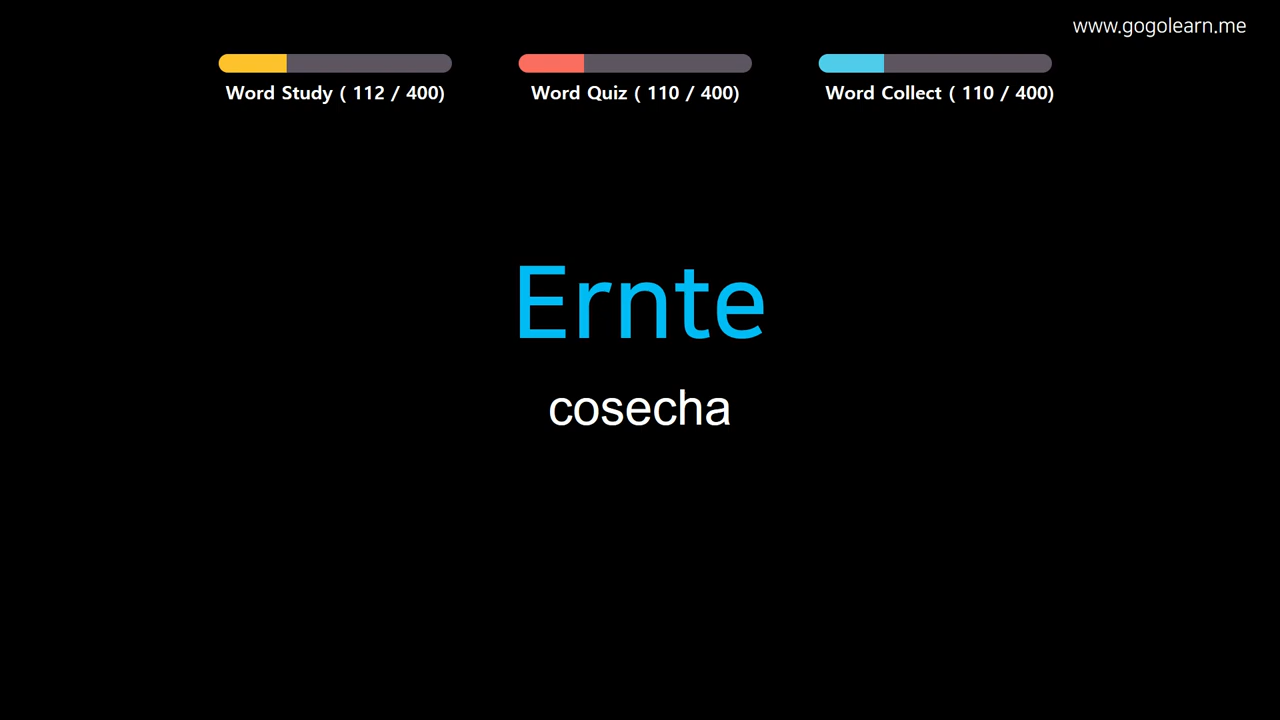 www.gogolearn.me
Word Study ( 112 / 400)
Word Quiz ( 110 / 400)
Word Collect ( 110 / 400)
Ernte
cosecha